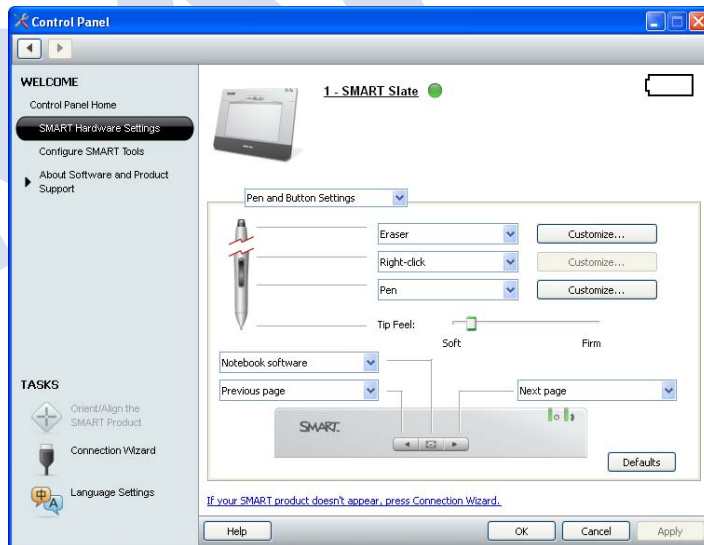 Control Panel
WELCOME
Control Panel Home
SMART Hardware Settings
Configure SMART Tools
About Software and Product
Support
1 - SMART Slate
Pen and Button Settings
Eraser
Customize...
Right-click
Customize...
Pen
Customize...
Tip Feel:
Soft
Firm
Notebook software
Previous page
Next page
SMART
Defaults
TASKS
Orient/Align the
SMART Product
Connection Wizard
Language Settings
If your SMART product doesn't appear, press Connection Wizard.
Help
OK
Cancel
Apply